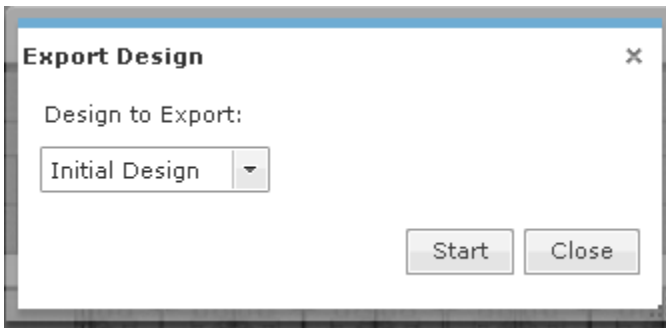 Export Design
Design to Export:
Initial Design
Start Close